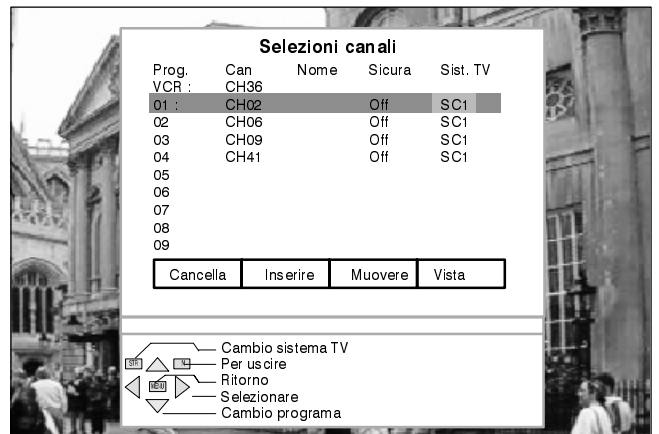 Selezioni canali
Prog. Can Nome Sicura Sist. TV
VCR : CH36
01 : CH02 Off SC1
02 CH06 Off SC1
03 CH09 Off SC1
04 CH41 Off SC1
05
06
07
08
09
Cancella Inserire Muovere Vista
Cambio sistema TV
STR N Per uscire
MENU Ritorno
Selezionare
Cambio programa